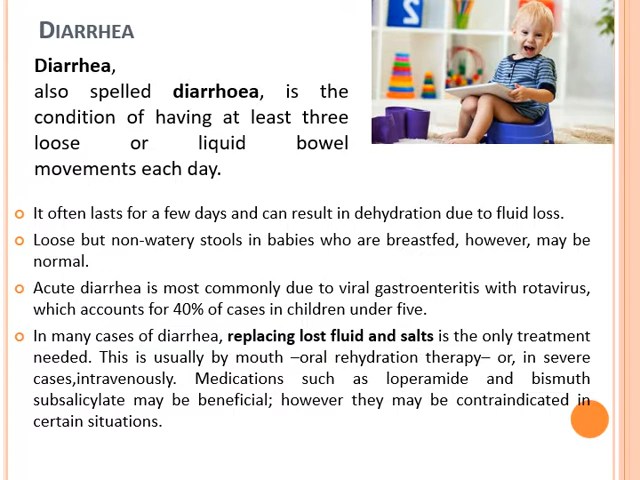 DIARRHEA
Diarrhea,
also spelled diarrhoea, is the
condition of having at least three
loose or liquid bowel
movements each day.
It often lasts for a few days and can result in dehydration due to fluid loss.
Loose but non-watery stools in babies who are breastfed, however, may be
normal.
Acute diarrhea is most commonly due to viral gastroenteritis with rotavirus,
which accounts for 40% of cases in children under five.
In many cases of diarrhea, replacing lost fluid and salts is the only treatment
needed. This is usually by mouth –oral rehydration therapy– or, in severe
cases,intravenously. Medications such as loperamide and bismuth
subsalicylate may be beneficial; however they may be contraindicated in
certain situations.